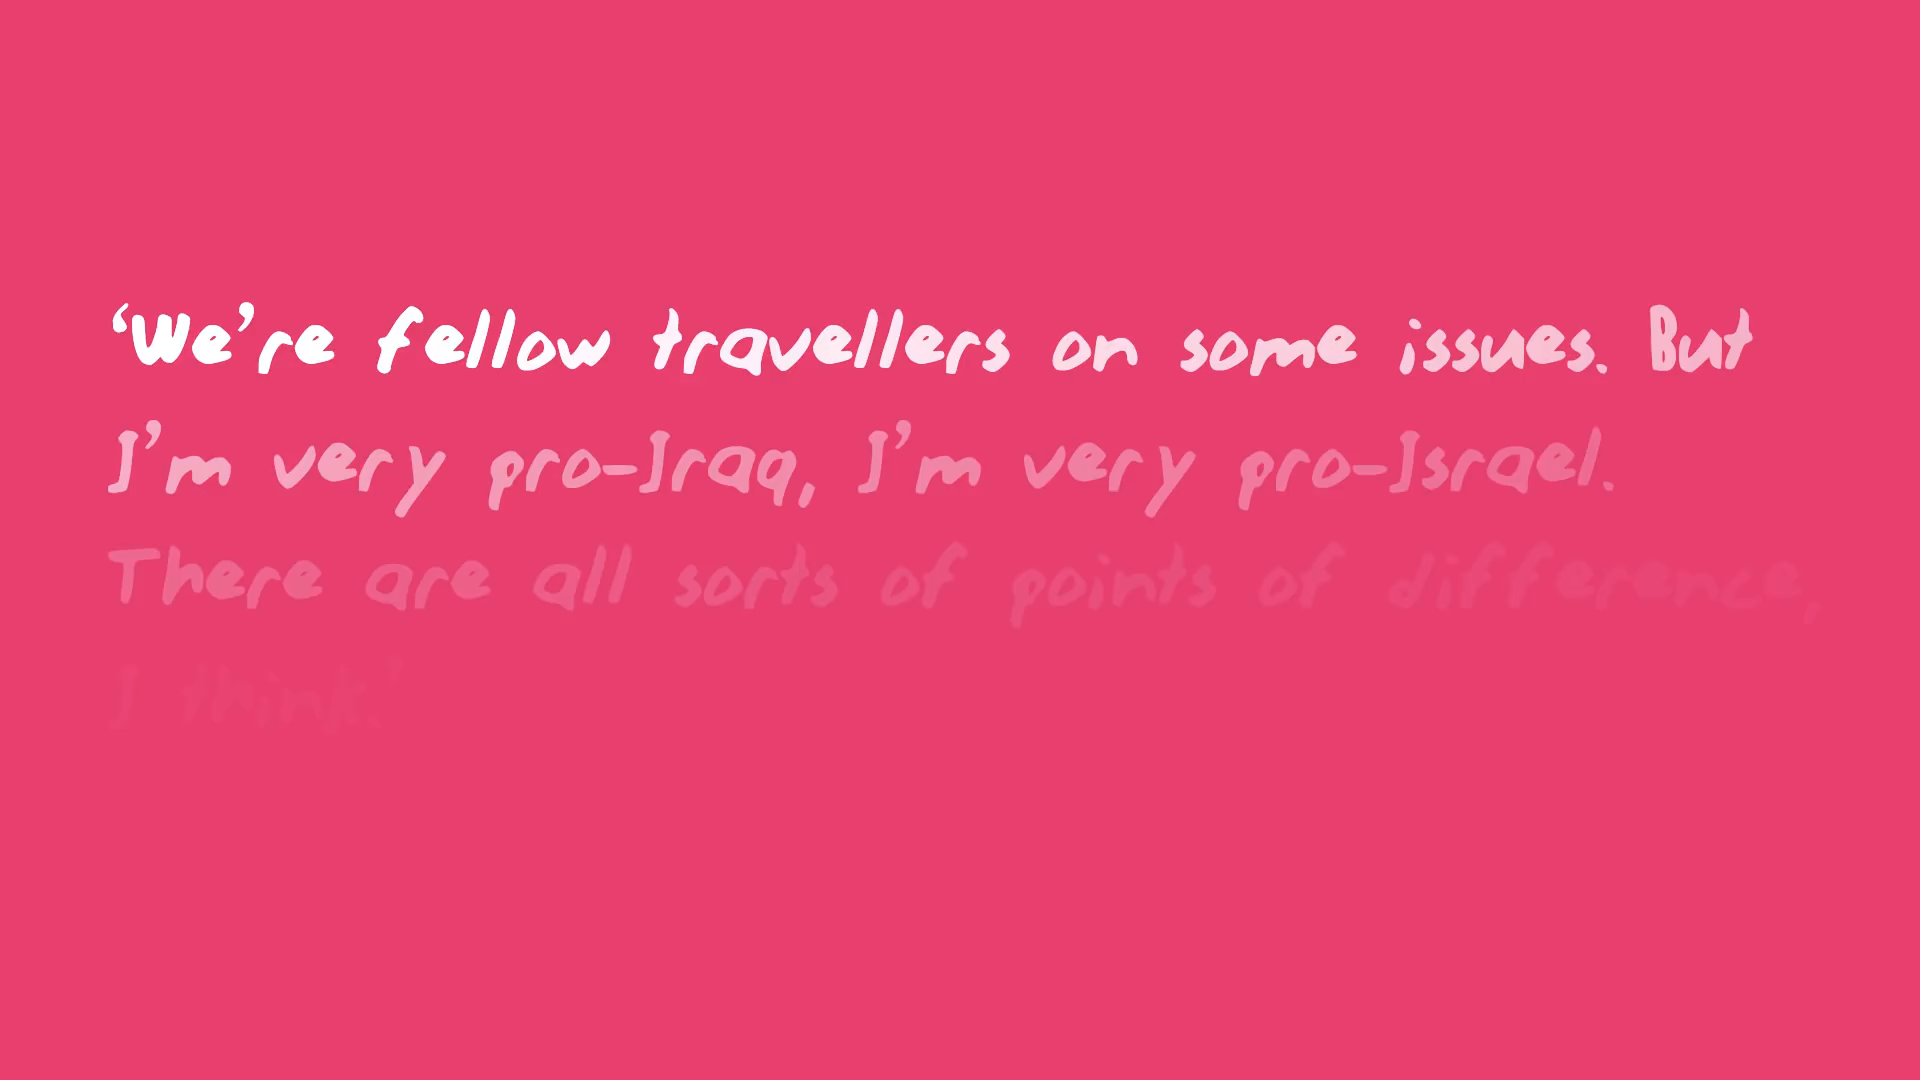 ‘We’re fellow travellers on some issues. But
I’m very pro-Iraq, I’m very pro-Israel.
There are all sorts of points of difference,
I think.’